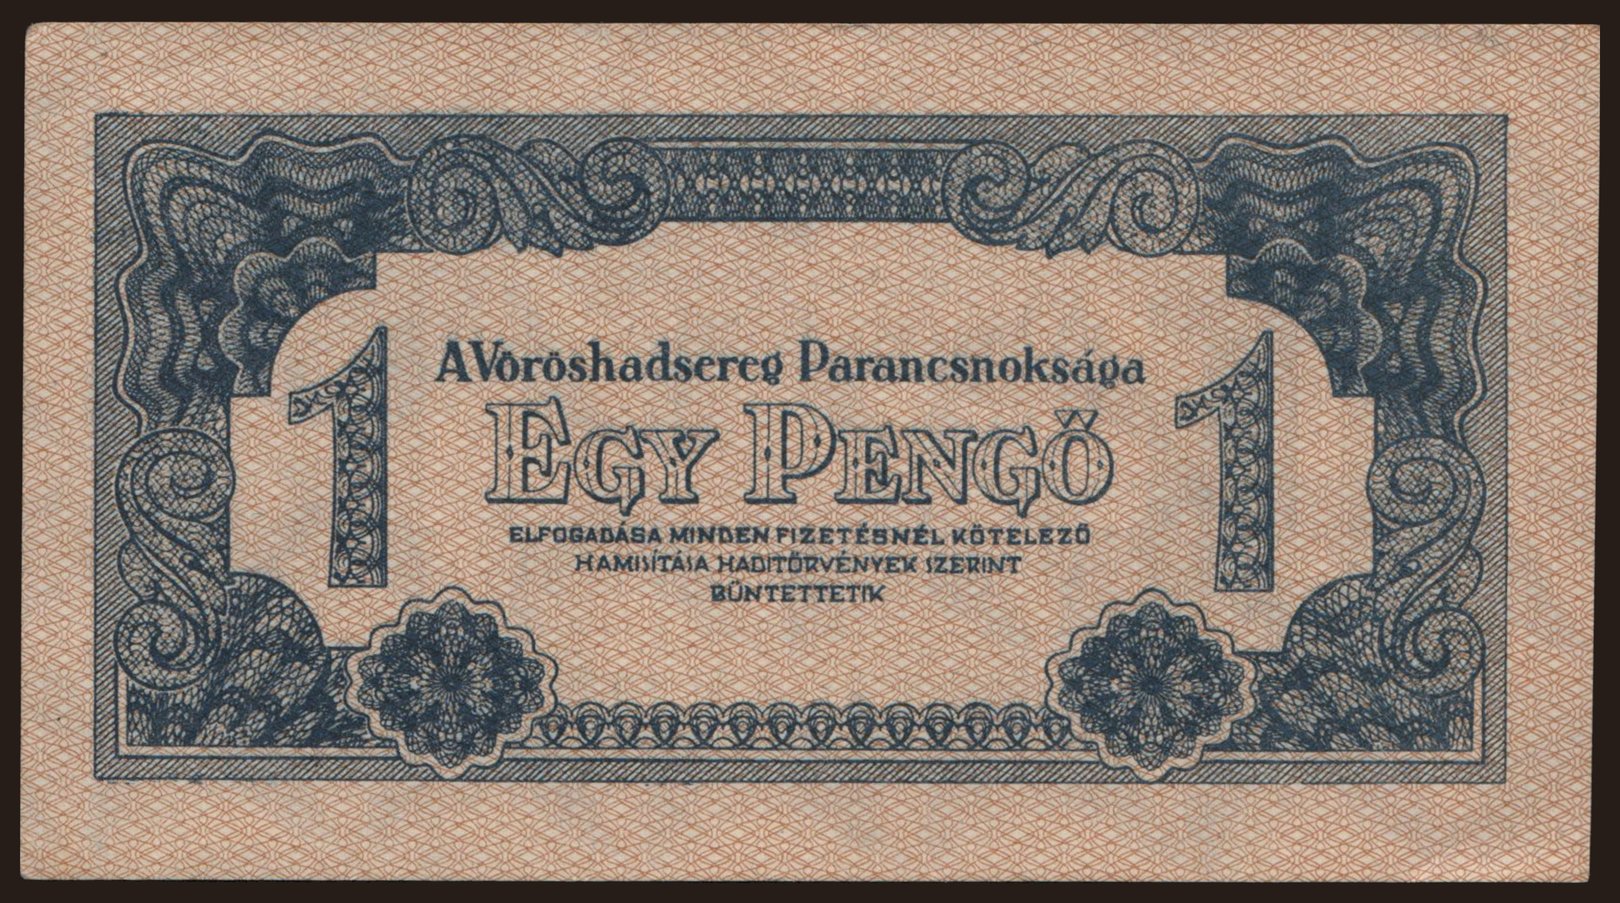 A Vöröshadsereg Parancsnoksága
1 EGY PENGŐ 1
ELFOGADÁSA MINDEN FIZETÉSNÉL KÖTELEZŐ
HAMISÍTÁSA HADITÖRVÉNYEK SZERINT
BÜNTETTETIK